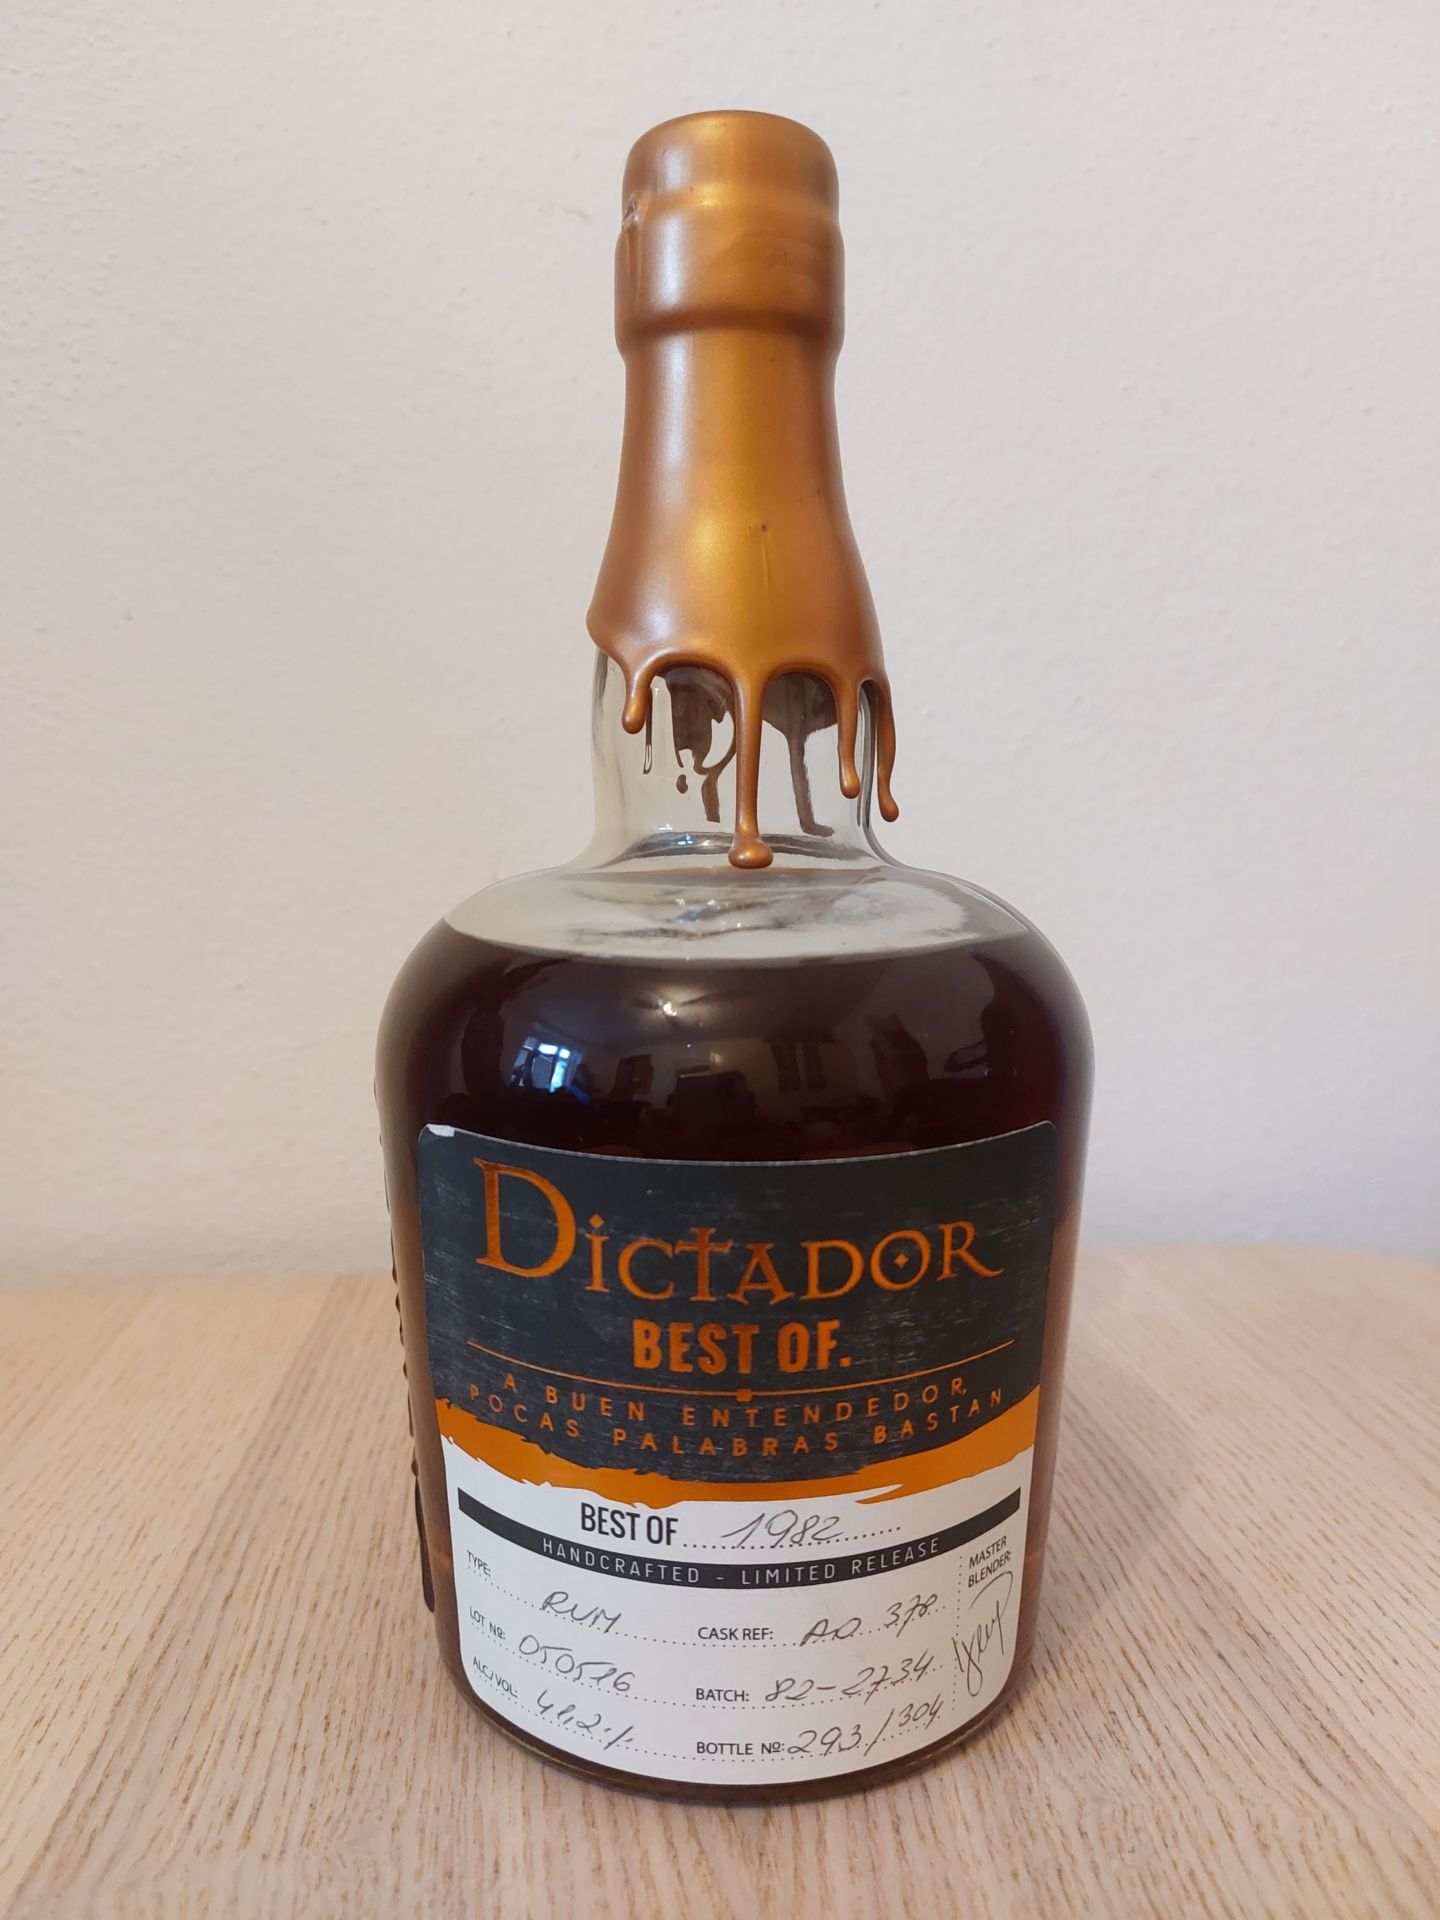 DICTADOR
BEST OF.
A BUEN ENTENDEDOR,
POCAS PALABRAS BASTAN
BEST OF 1982
HANDCRAFTED - LIMITED RELEASE
TYPE: RUM
LOT Nº: 050516
ALC/VOL:
CASK REF: A.D. 378
BATCH: 82-2734
BOTTLE Nº: 293/304
MASTER
BLENDER: